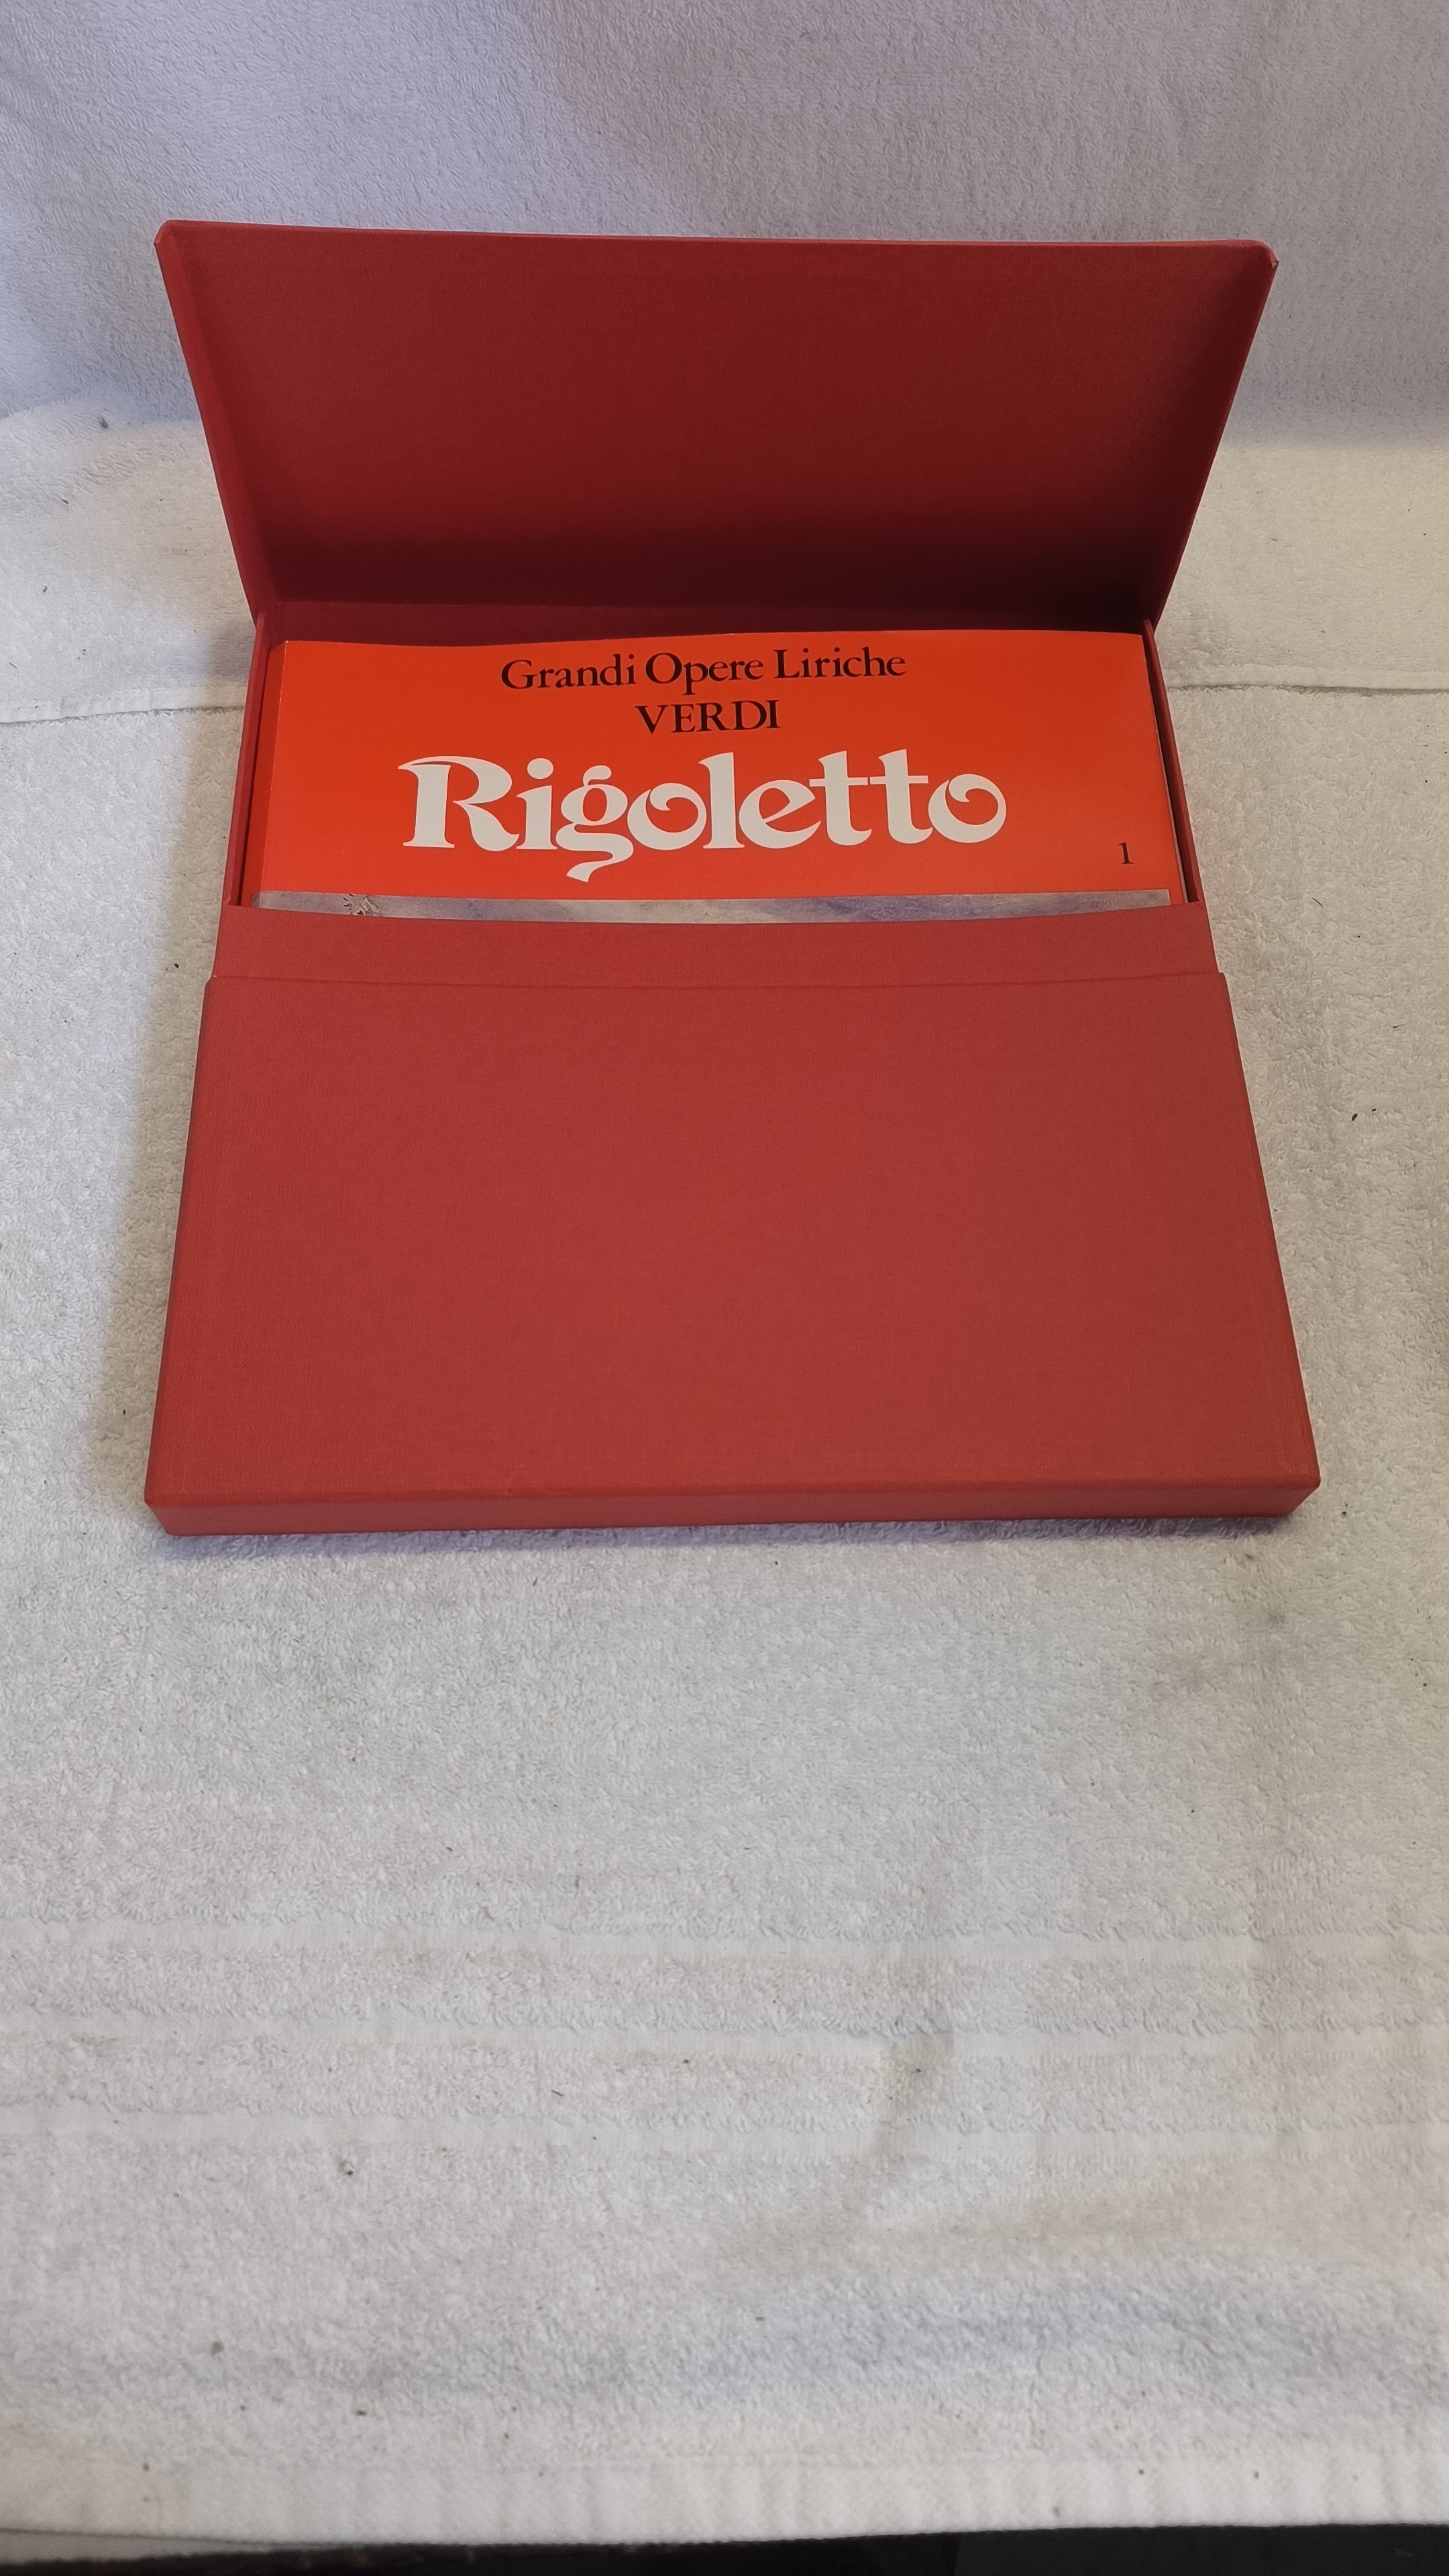 Grandi Opere Liriche
VERDI
Rigoletto
1